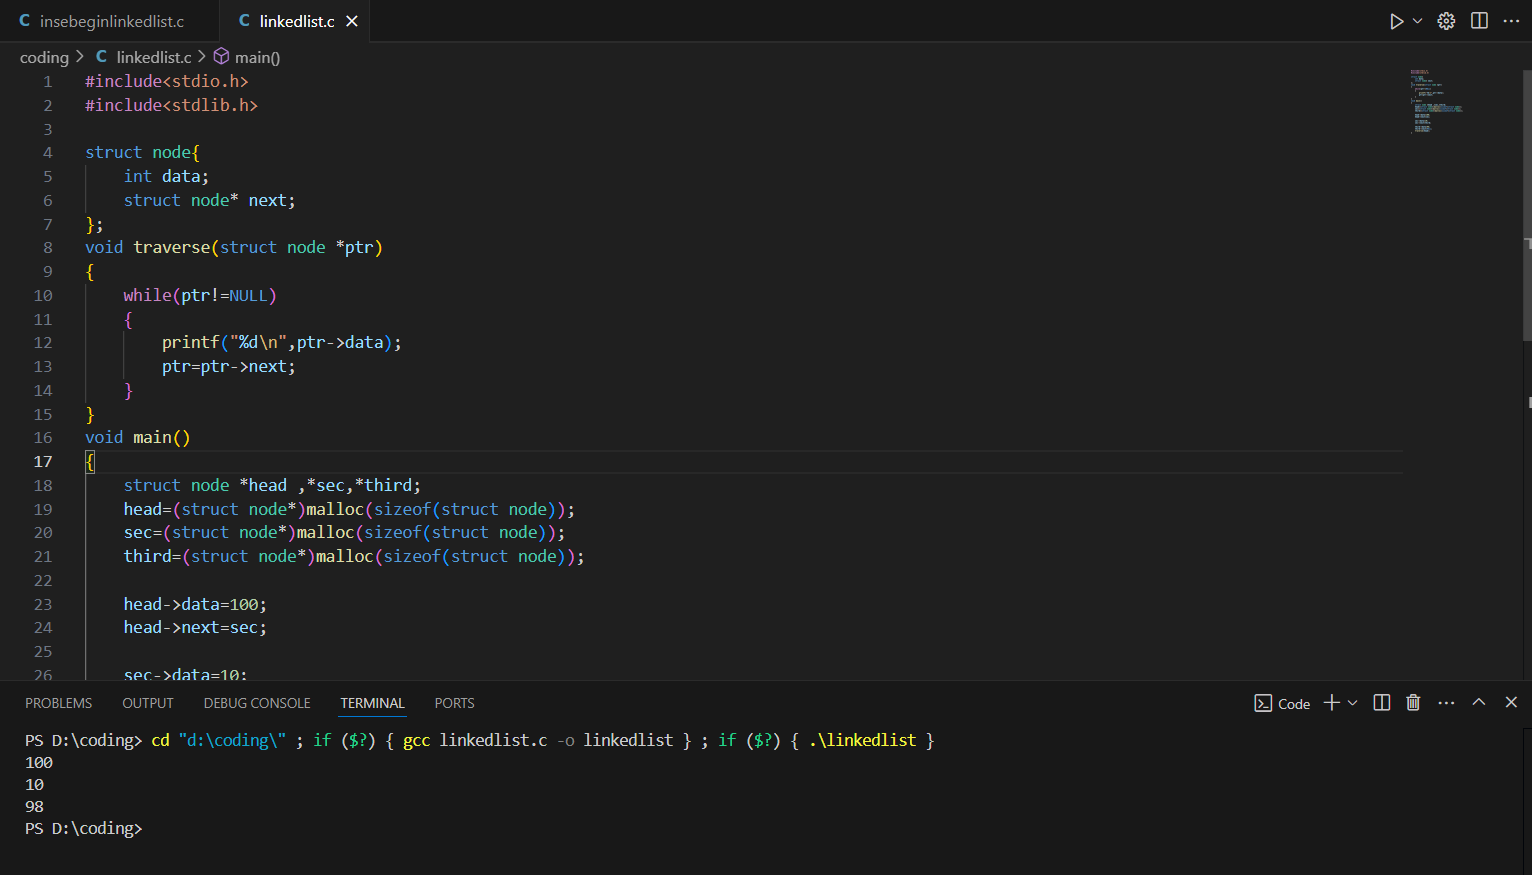 C insebeginlinkedlist.c C linkedlist.c
coding > C linkedlist.c > main()
1 #include<stdio.h>
2 #include<stdlib.h>
3
4 struct node{
5     int data;
6     struct node* next;
7 };
8 void traverse(struct node *ptr)
9 {
10     while(ptr!=NULL)
11     {
12         printf("%d\n",ptr->data);
13         ptr=ptr->next;
14     }
15 }
16 void main()
17 {
18     struct node *head ,*sec,*third;
19     head=(struct node*)malloc(sizeof(struct node));
20     sec=(struct node*)malloc(sizeof(struct node));
21     third=(struct node*)malloc(sizeof(struct node));
22
23     head->data=100;
24     head->next=sec;
25
26     sec->data=10;
PROBLEMS OUTPUT DEBUG CONSOLE TERMINAL PORTS Code
PS D:\coding> cd "d:\coding\" ; if ($?) { gcc linkedlist.c -o linkedlist } ; if ($?) { .\linkedlist }
100
10
98
PS D:\coding>